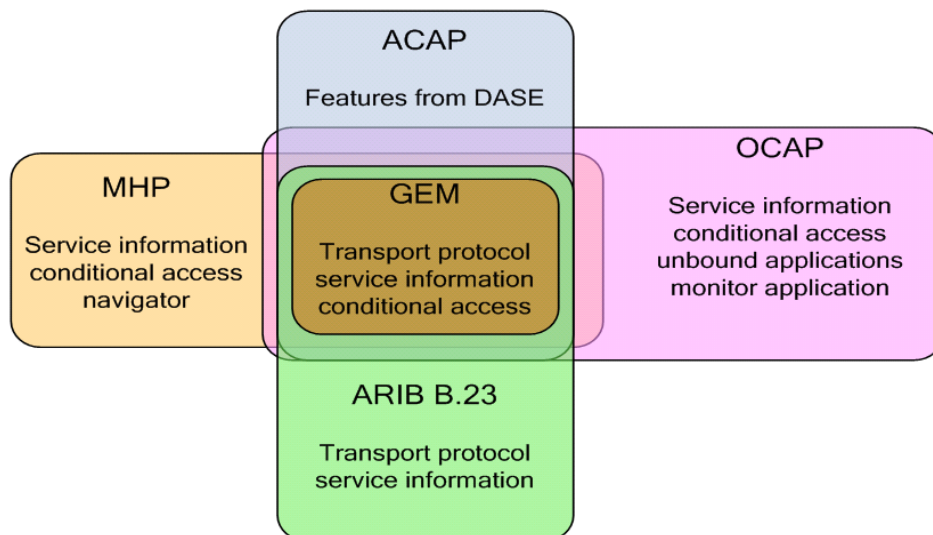 ACAP
Features from DASE
OCAP
Service information
conditional access
unbound applications
monitor application
MHP
Service information
conditional access
navigator
GEM
Transport protocol
service information
conditional access
ARIB B.23
Transport protocol
service information